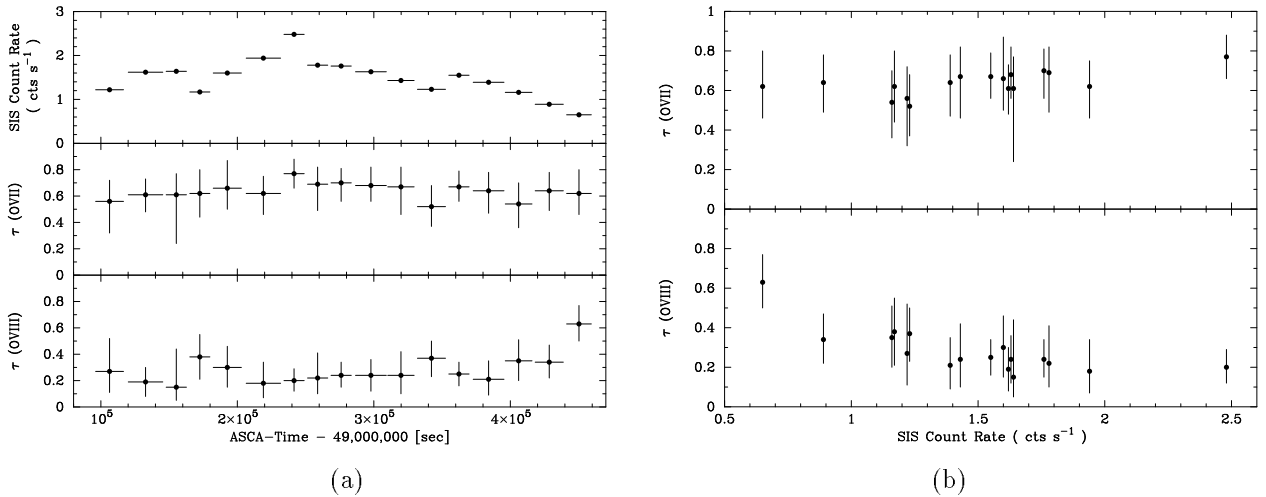 3
2
1
0
SIS Count Rate
( cts s⁻¹ )
0.8
0.6
0.4
0.2
0
τ (OVII)
0.8
0.6
0.4
0.2
0
τ (OVIII)
10⁵ 2×10⁵ 3×10⁵ 4×10⁵
ASCA-Time − 49,000,000 [sec]
(a)
1
0.8
0.6
0.4
0.2
0
τ (OVII)
0.8
0.6
0.4
0.2
0
τ (OVIII)
0.5 1 1.5 2 2.5
SIS Count Rate ( cts s⁻¹ )
(b)